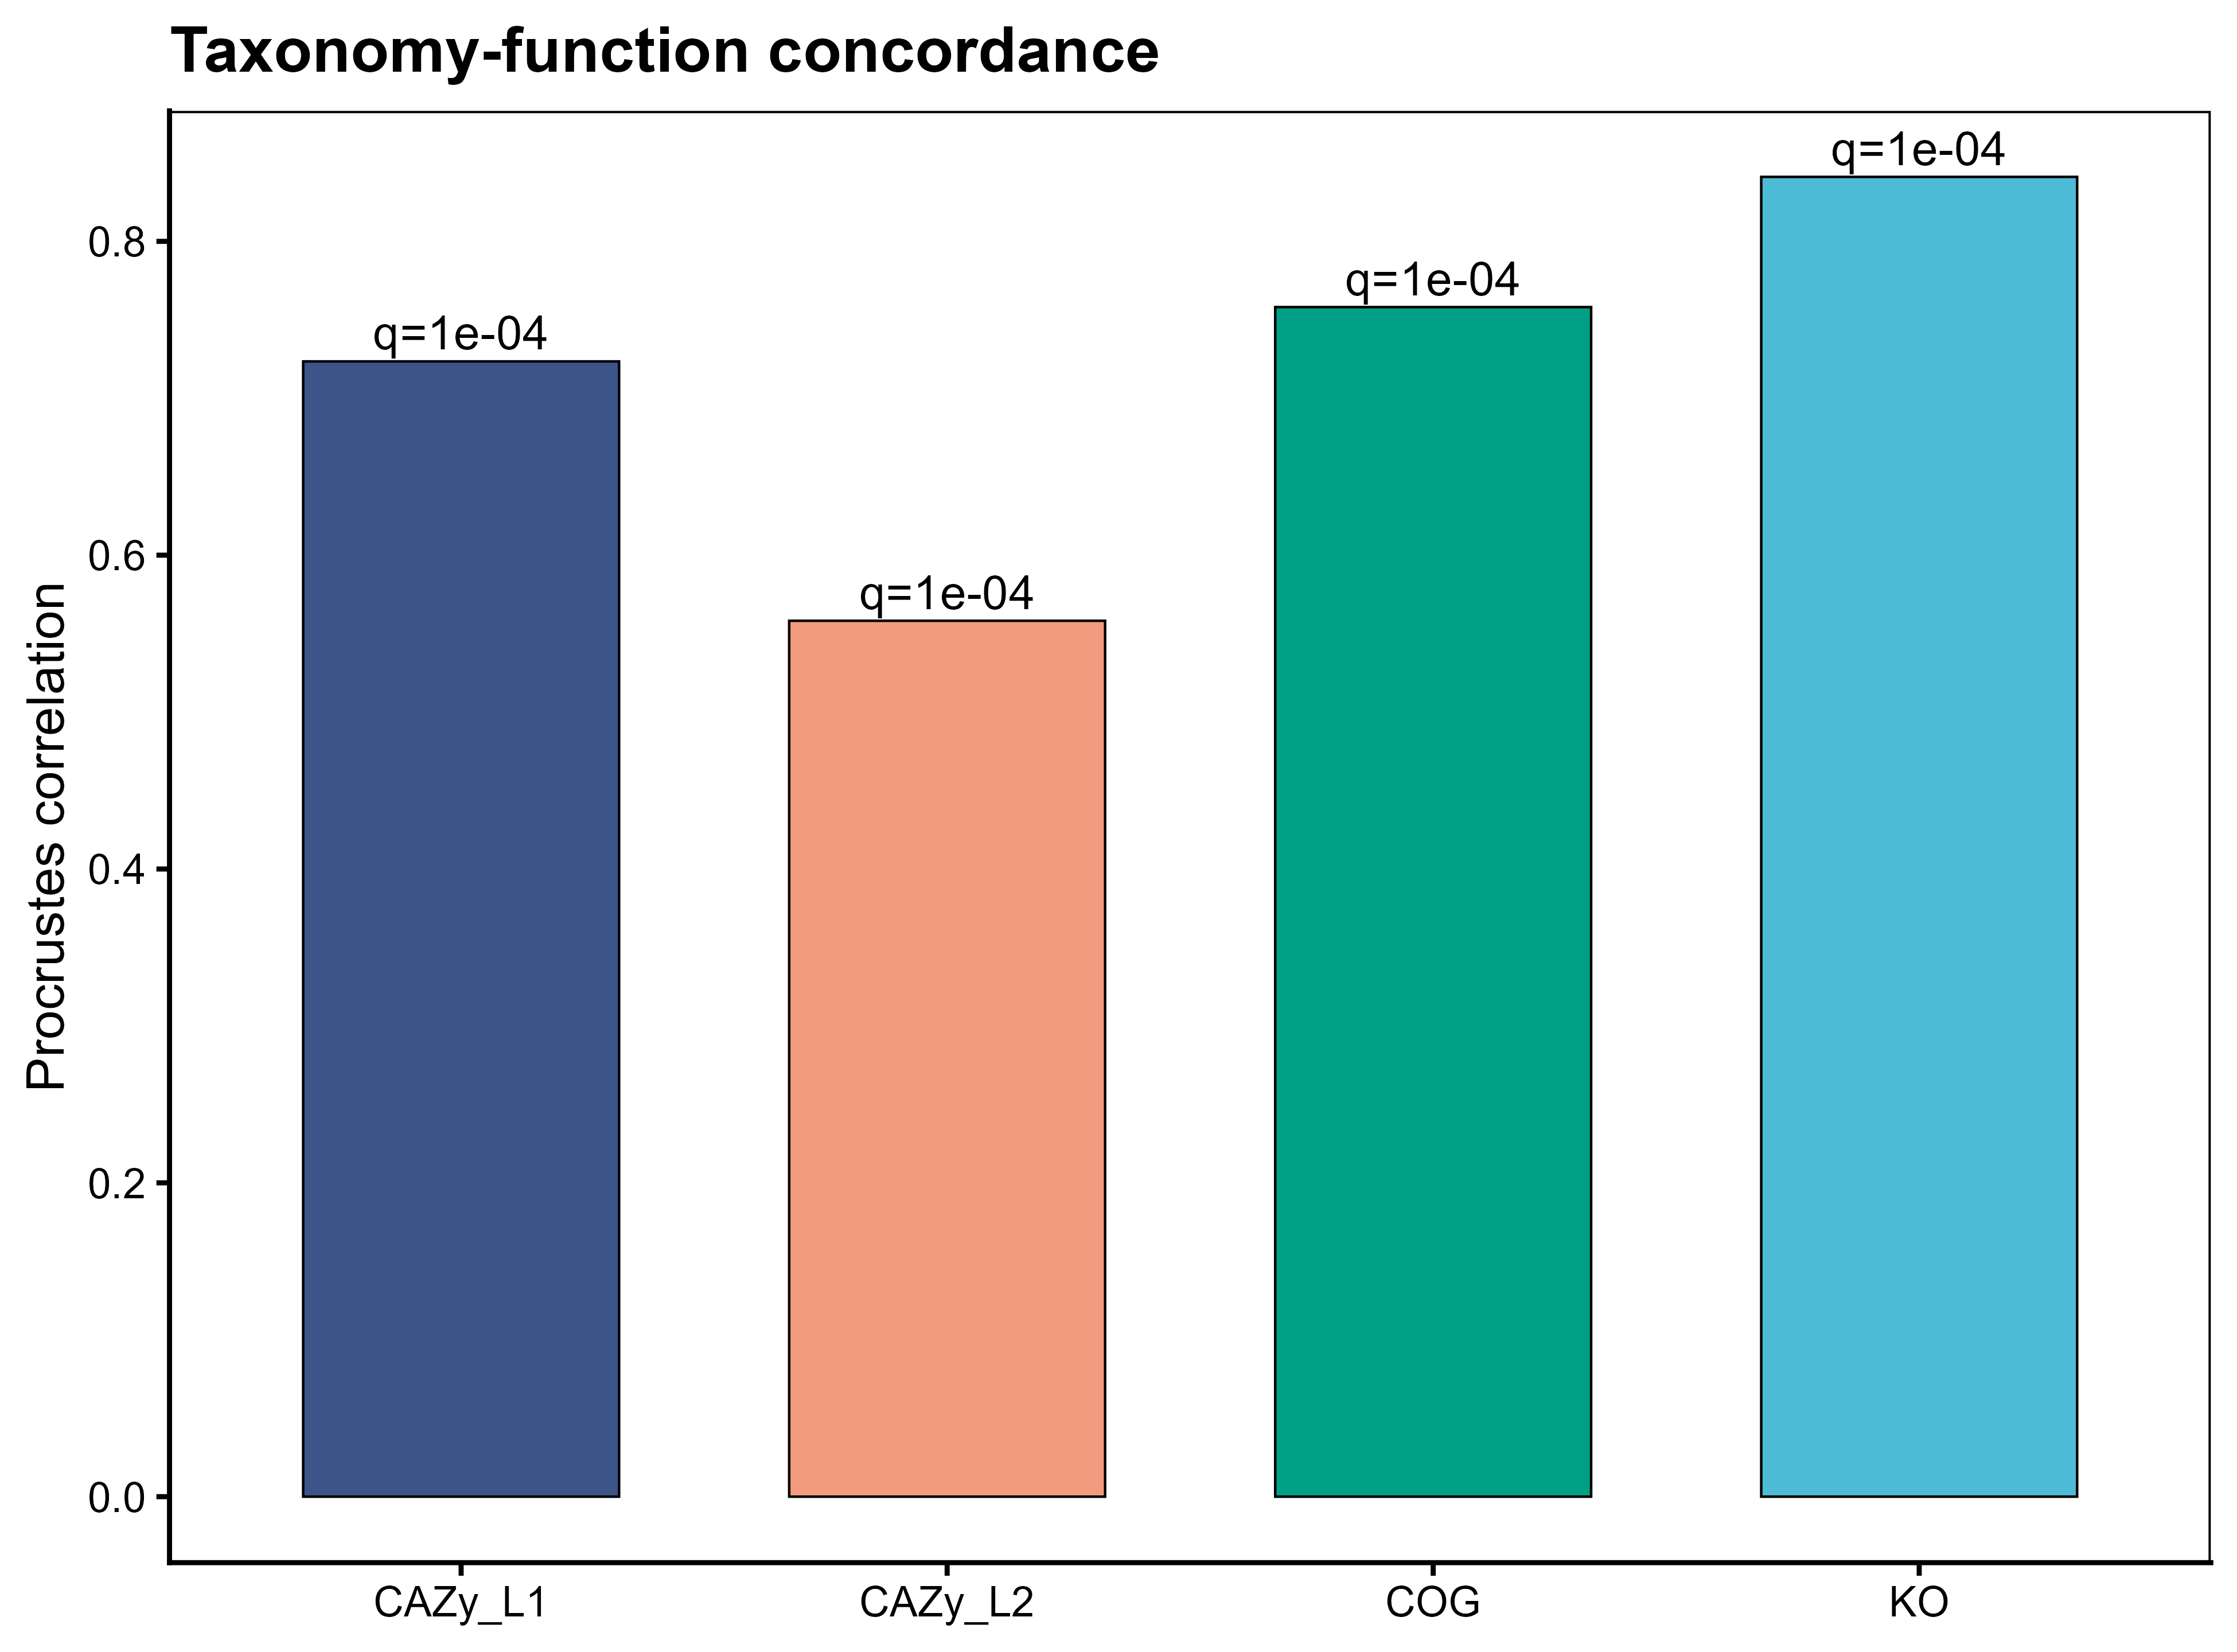 Taxonomy-function concordance
Procrustes correlation
0.8
0.6
0.4
0.2
0.0
q=1e-04
q=1e-04
q=1e-04
q=1e-04
CAZy_L1
CAZy_L2
COG
KO